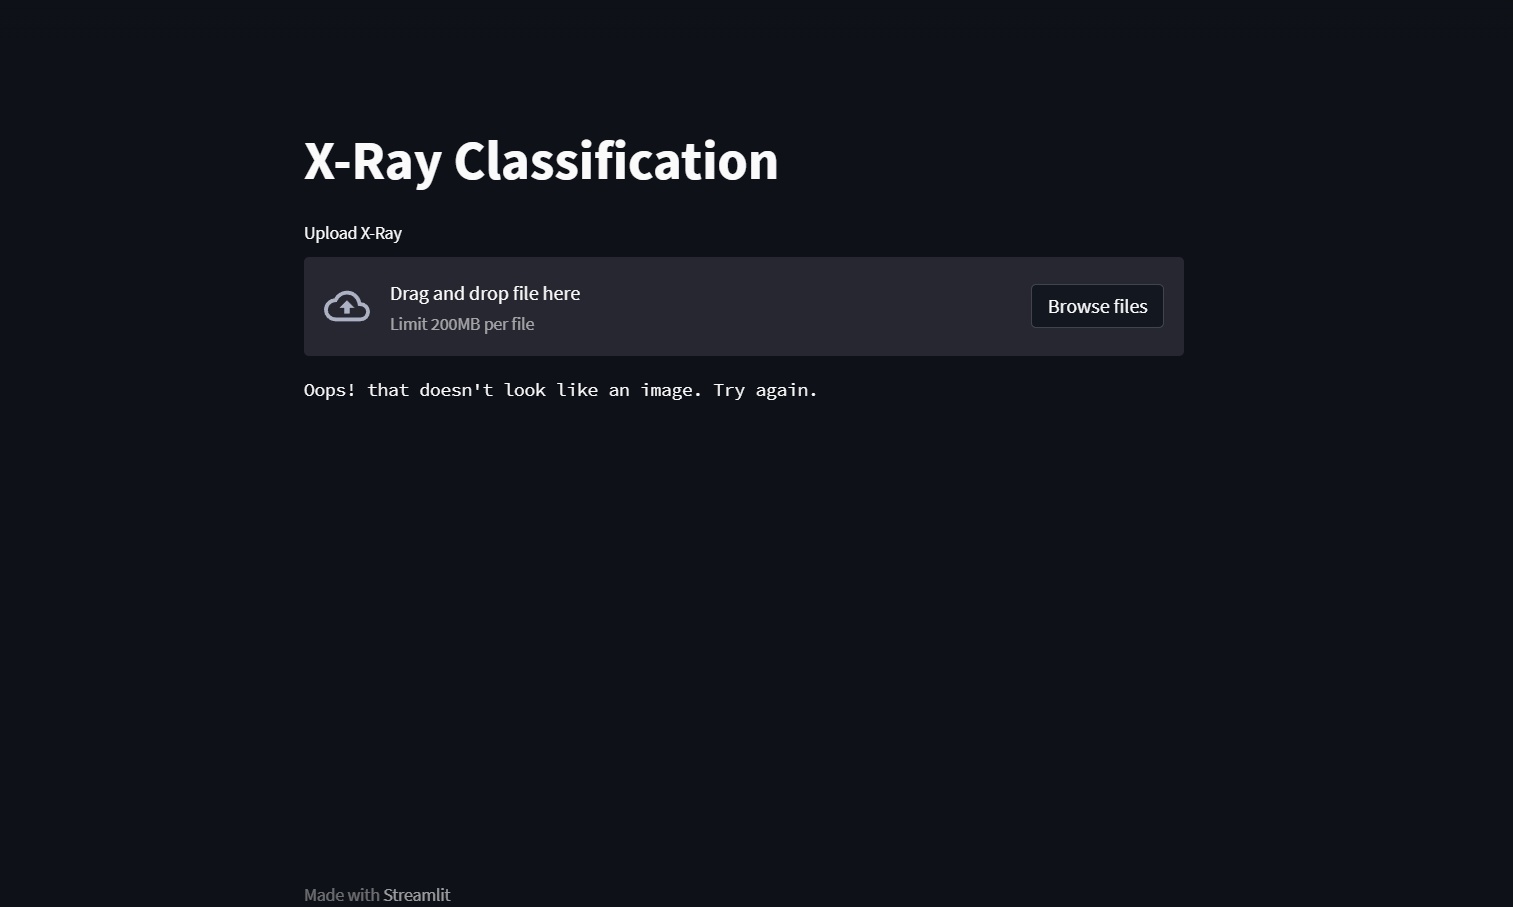 X-Ray Classification
Upload X-Ray
Drag and drop file here
Limit 200MB per file
Browse files
Oops! that doesn't look like an image. Try again.
Made with Streamlit